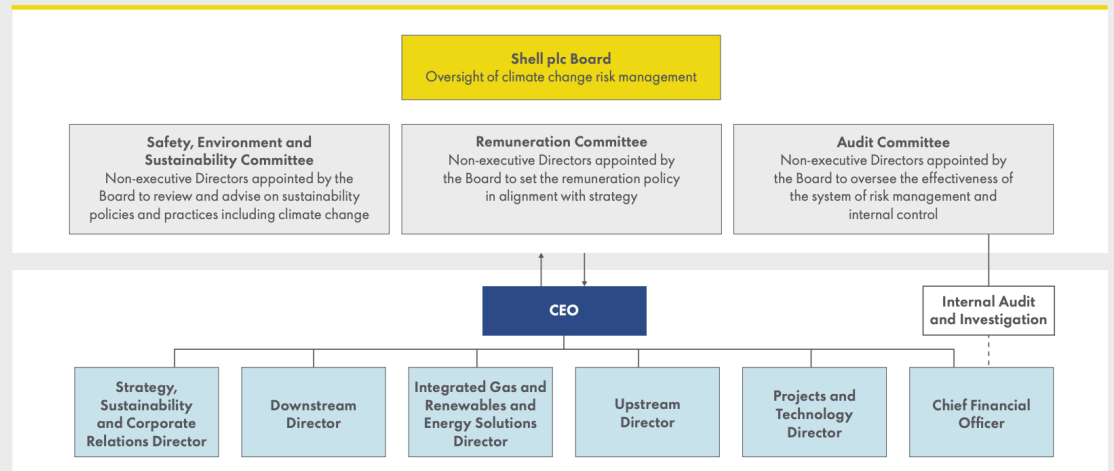 Shell plc Board
Oversight of climate change risk management
Safety, Environment and
Sustainability Committee
Non-executive Directors appointed by the
Board to review and advise on sustainability
policies and practices including climate change
Remuneration Committee
Non-executive Directors appointed by
the Board to set the remuneration policy
in alignment with strategy
Audit Committee
Non-executive Directors appointed by
the Board to oversee the effectiveness of
the system of risk management and
internal control
CEO
Internal Audit
and Investigation
Strategy,
Sustainability
and Corporate
Relations Director
Downstream
Director
Integrated Gas and
Renewables and
Energy Solutions
Director
Upstream
Director
Projects and
Technology
Director
Chief Financial
Officer